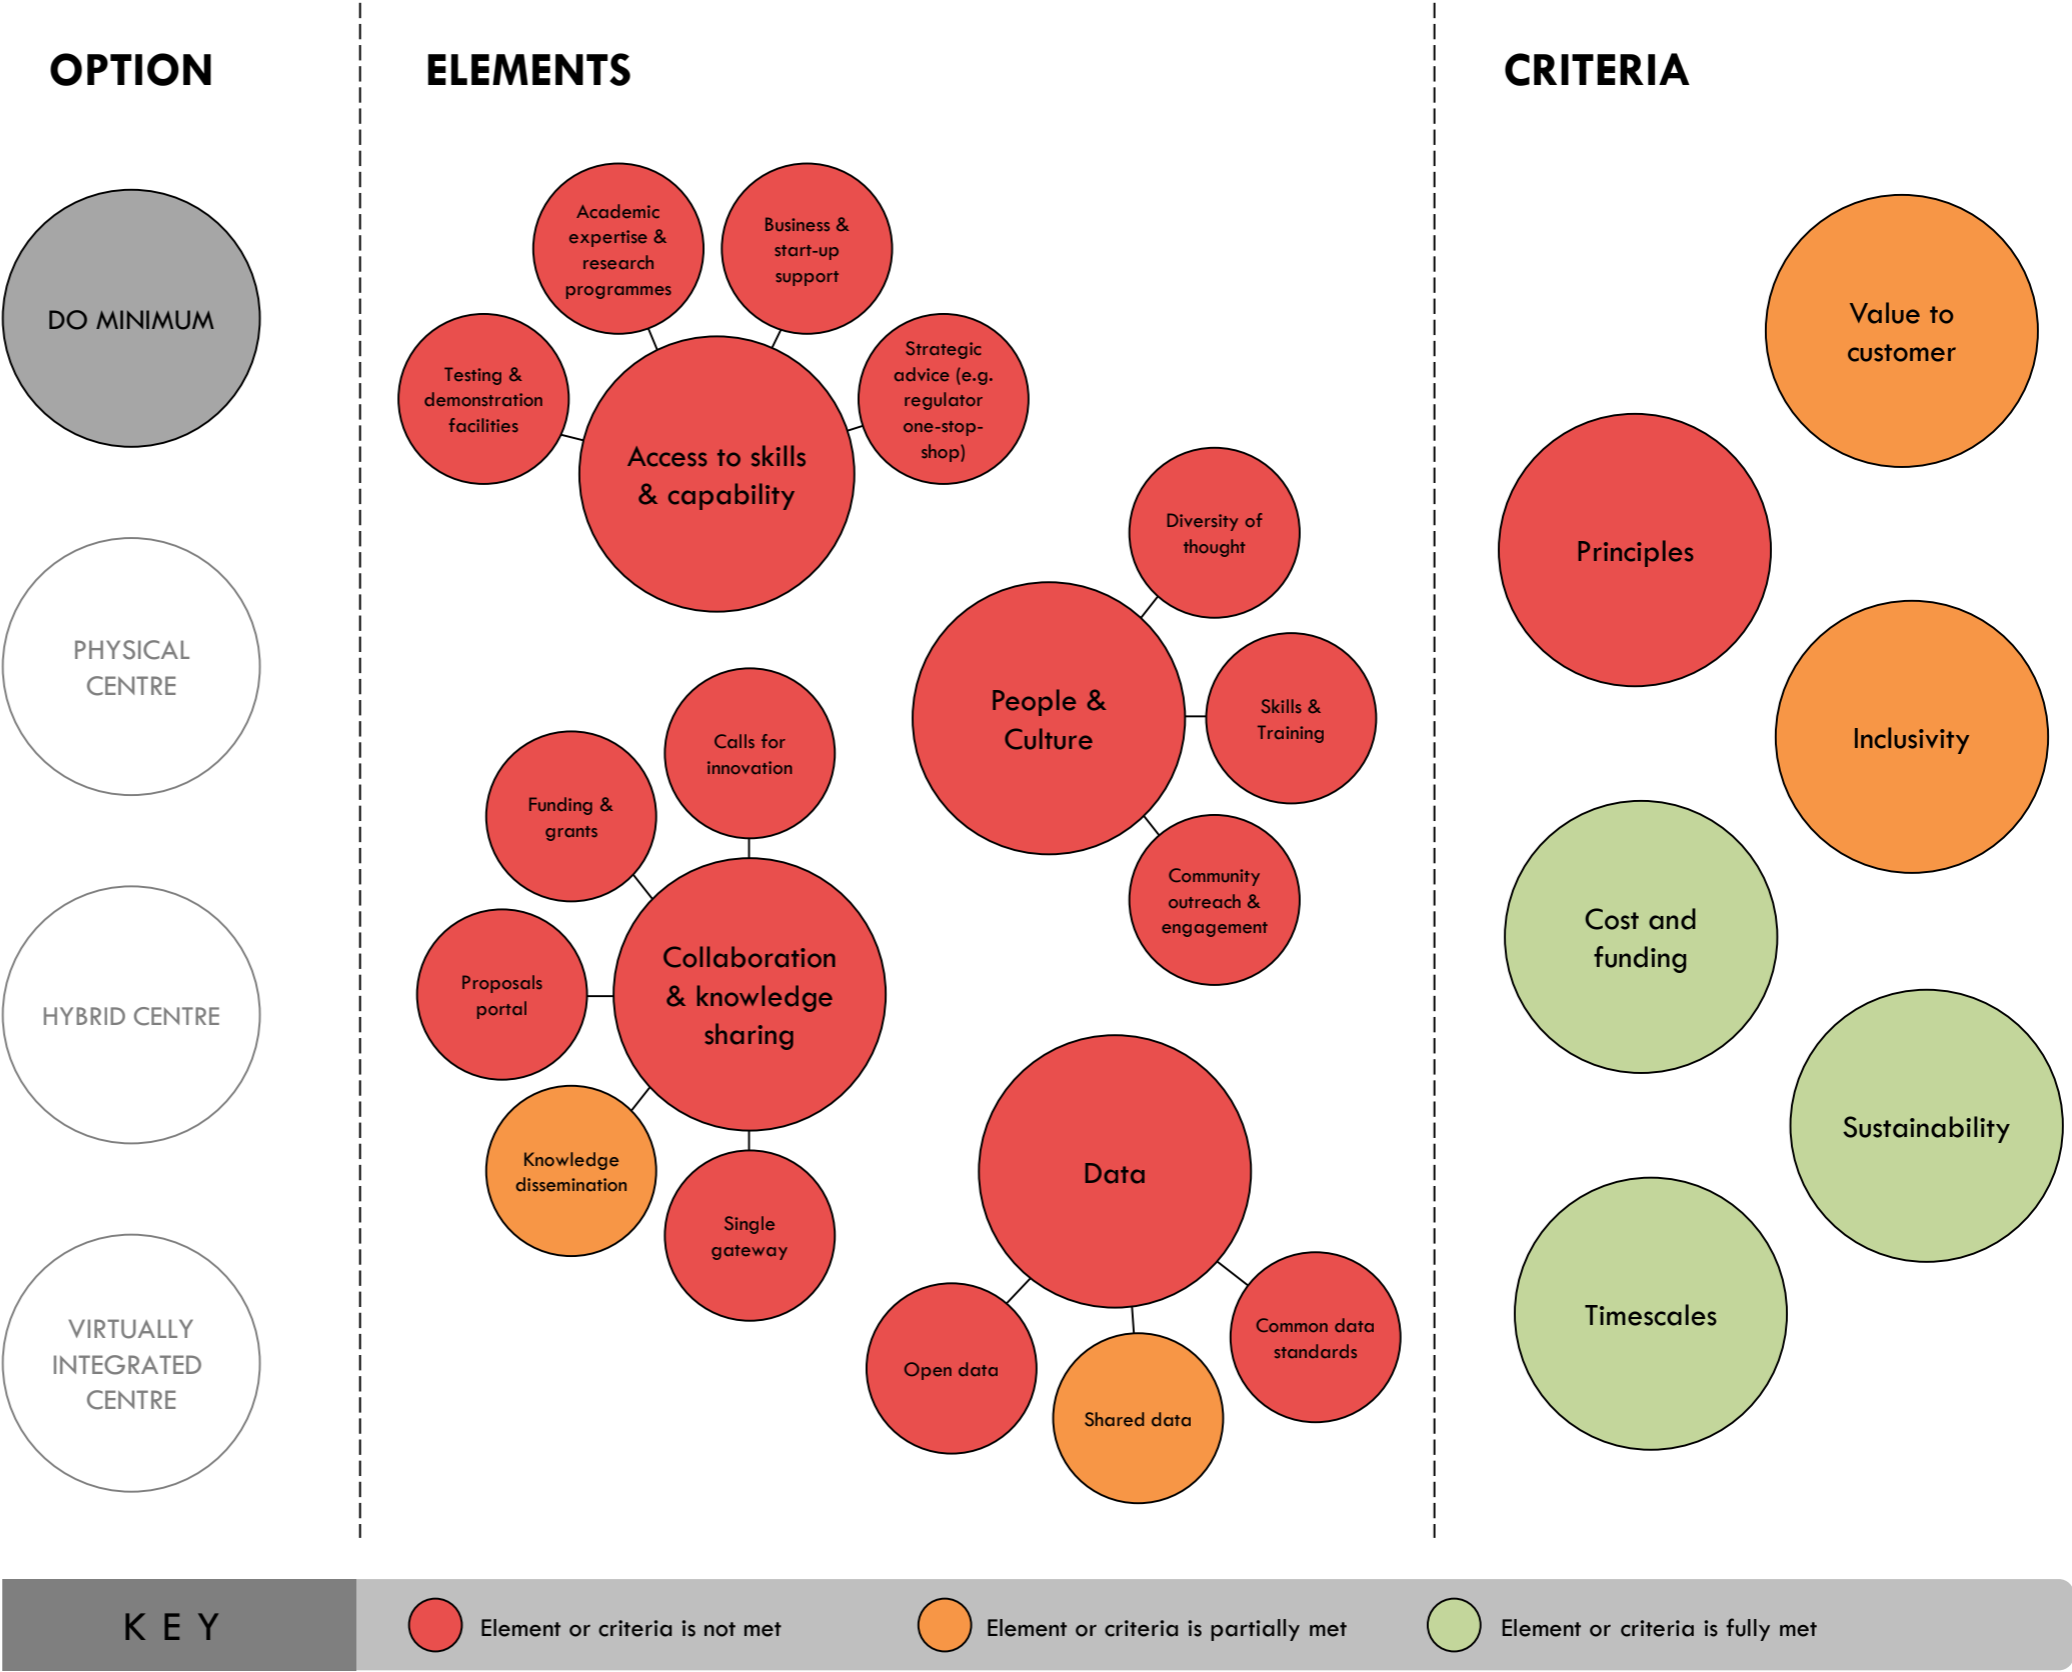 OPTION
DO MINIMUM
PHYSICAL
CENTRE
HYBRID CENTRE
VIRTUALLY
INTEGRATED
CENTRE
ELEMENTS
Academic
expertise &
research
programmes
Business &
start-up
support
Testing &
demonstration
facilities
Strategic
advice (e.g.
regulator
one-stop-
shop)
Access to skills
& capability
Diversity of
thought
People &
Culture
Skills &
Training
Community
outreach &
engagement
Calls for
innovation
Funding &
grants
Proposals
portal
Collaboration
& knowledge
sharing
Knowledge
dissemination
Single
gateway
Data
Open data
Shared data
Common data
standards
CRITERIA
Value to
customer
Principles
Inclusivity
Cost and
funding
Sustainability
Timescales
KEY
Element or criteria is not met
Element or criteria is partially met
Element or criteria is fully met